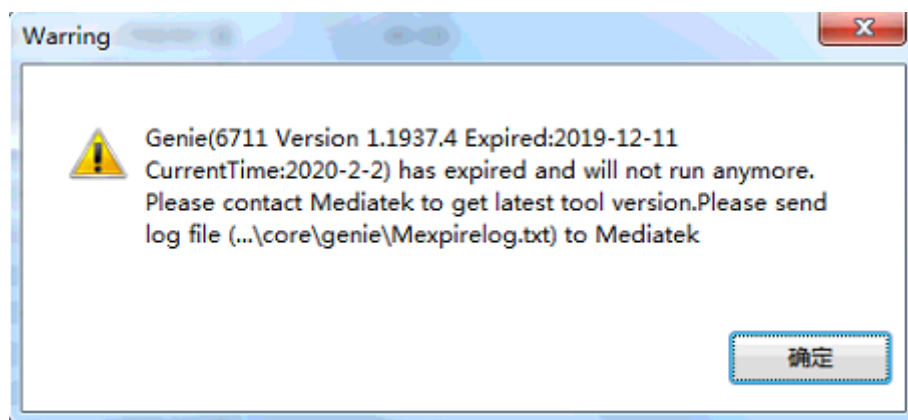 Warring
Genie(6711 Version 1.1937.4 Expired:2019-12-11
CurrentTime:2020-2-2) has expired and will not run anymore.
Please contact Mediatek to get latest tool version.Please send
log file (...\core\genie\Mexpirelog.txt) to Mediatek
确定